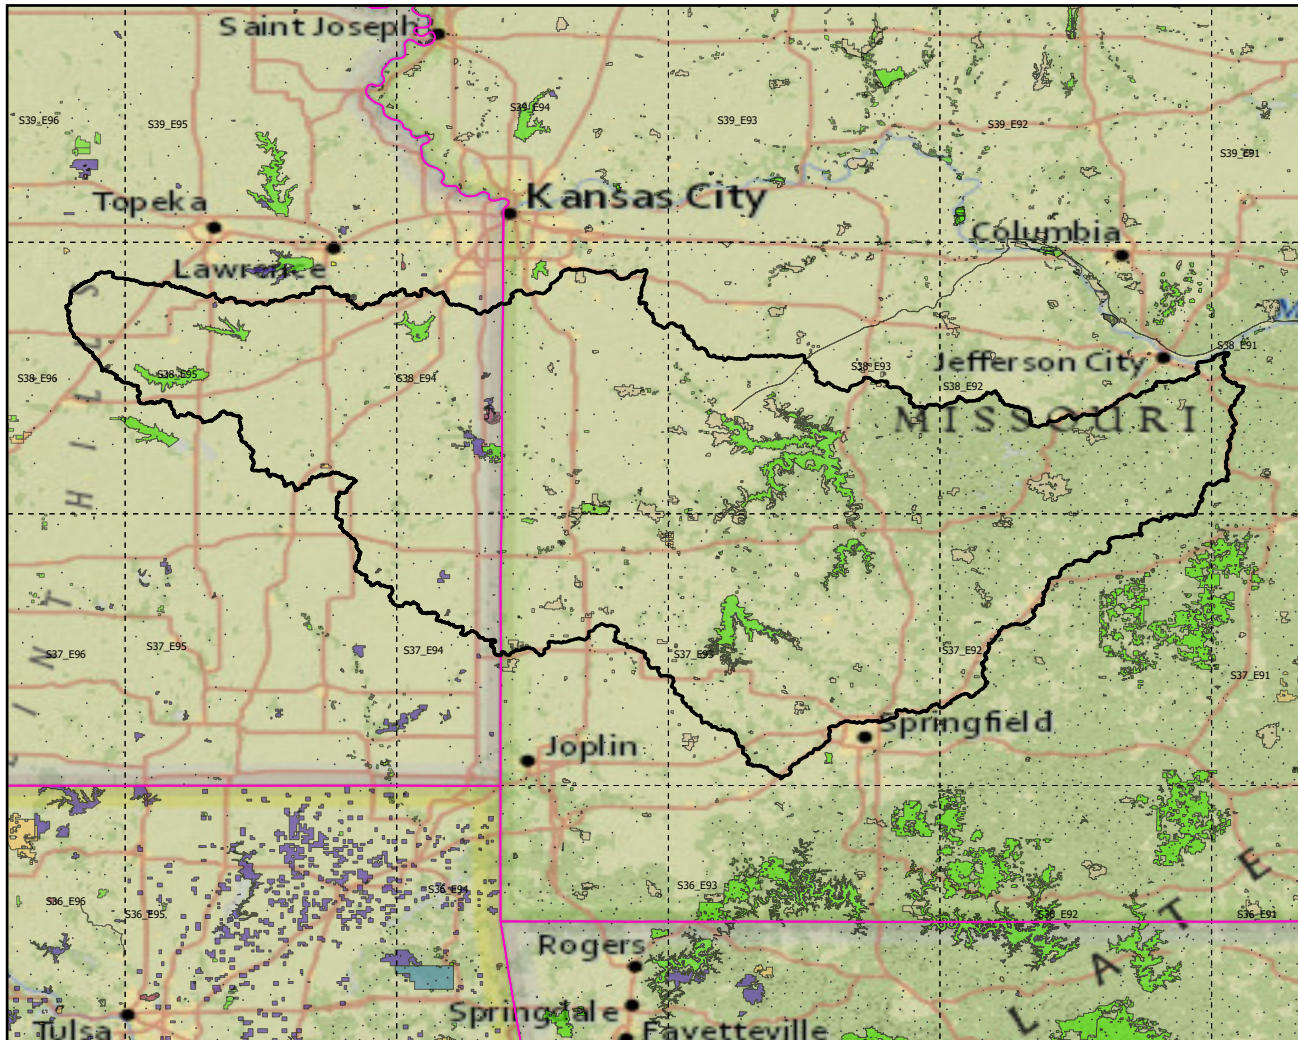 Saint Joseph
S39_E96
S39_E95
S39_E94
S39_E93
S39_E92
S39_E91
Topeka
Kansas City
Columbia
Lawrence
Jefferson City
S38_E91
S38_E96
S38_E95
S38_E94
S38_E93
S38_E92
MISSOURI
M
S
L
L
I
H
T
N
I
S37_E96
S37_E95
S37_E94
S37_E93
S37_E92
S37_E91
Springfield
Joplin
S36_E96
S36_E95
S36_E94
S36_E93
S36_E92
S36_E91
E
T
A
L
Rogers
Springdale
Tulsa
Fayetteville